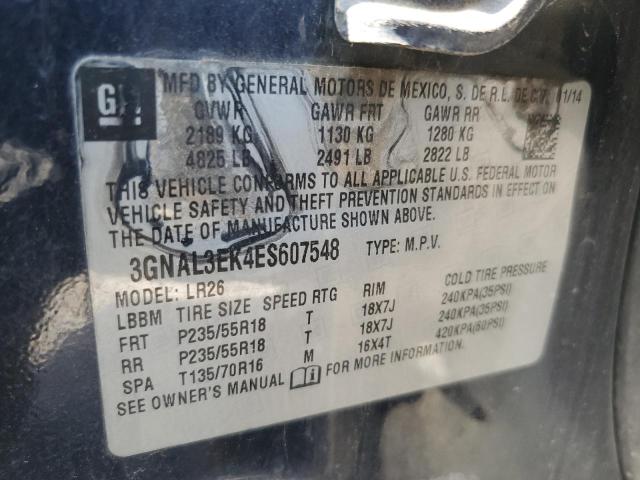 GM
MFD BY GENERAL MOTORS DE MEXICO, S. DE R.L. DE C.V. 01/14
GVWR GAWR FRT GAWR RR
2189 KG 1130 KG 1280 KG
4825 LB 2491 LB 2822 LB
THIS VEHICLE CONFORMS TO ALL APPLICABLE U.S. FEDERAL MOTOR
VEHICLE SAFETY AND THEFT PREVENTION STANDARDS IN EFFECT ON
THE DATE OF MANUFACTURE SHOWN ABOVE.
3GNAL3EK4ES607548 TYPE: M.P.V.
MODEL: LR26
LBBM TIRE SIZE SPEED RTG RIM COLD TIRE PRESSURE
FRT P235/55R18 T 18X7J 240KPA(35PSI)
RR P235/55R18 T 18X7J 240KPA(35PSI)
SPA T135/70R16 M 16X4T 420KPA(60PSI)
SEE OWNER'S MANUAL FOR MORE INFORMATION.